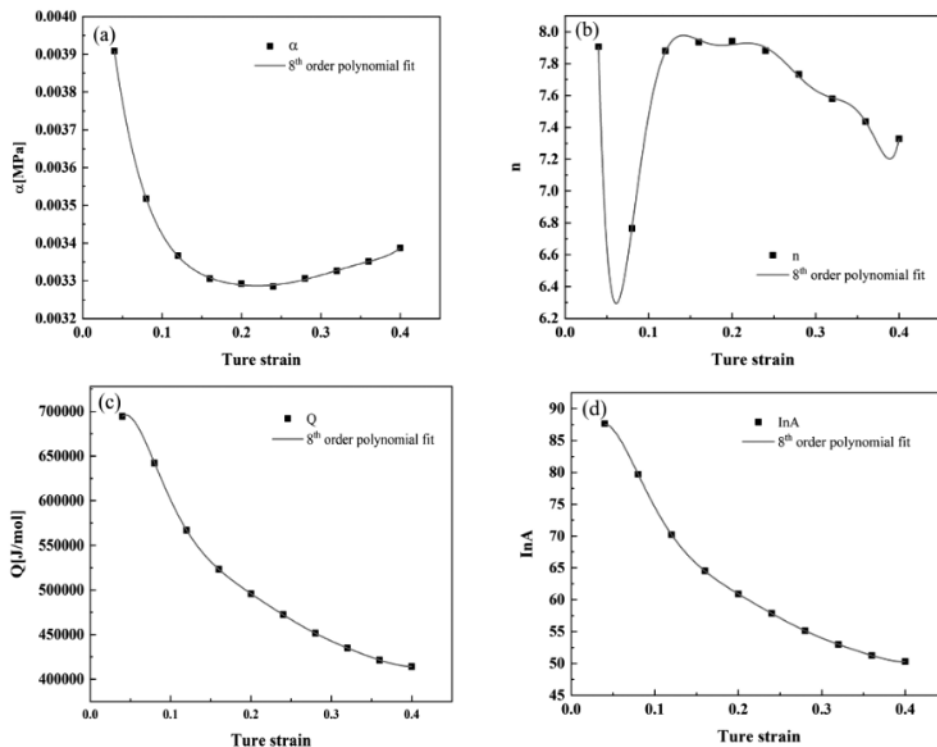 (a)
α
8th order polynomial fit
0.0040
0.0039
0.0038
0.0037
0.0036
0.0035
0.0034
0.0033
0.0032
α[MPa]
0.0
0.1
0.2
0.3
0.4
Ture strain
(b)
8.0
7.8
7.6
7.4
7.2
7.0
6.8
6.6
6.4
6.2
n
n
8th order polynomial fit
0.0
0.1
0.2
0.3
0.4
Ture strain
(c)
Q
8th order polynomial fit
700000
650000
600000
550000
500000
450000
400000
Q[J/mol]
0.0
0.1
0.2
0.3
0.4
Ture strain
(d)
InA
8th order polynomial fit
90
85
80
75
70
65
60
55
50
45
InA
0.0
0.1
0.2
0.3
0.4
Ture strain